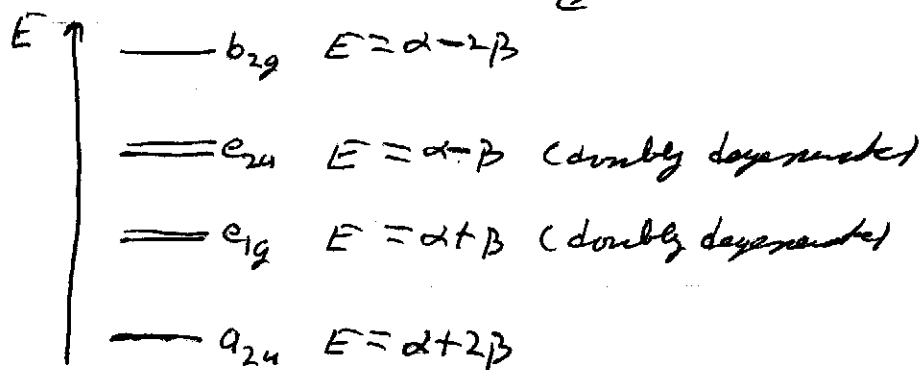 E
b₂g E = α - 2β
e₂u E = α - β (doubly degenerate)
e₁g E = α + β (doubly degenerate)
a₂u E = α + 2β